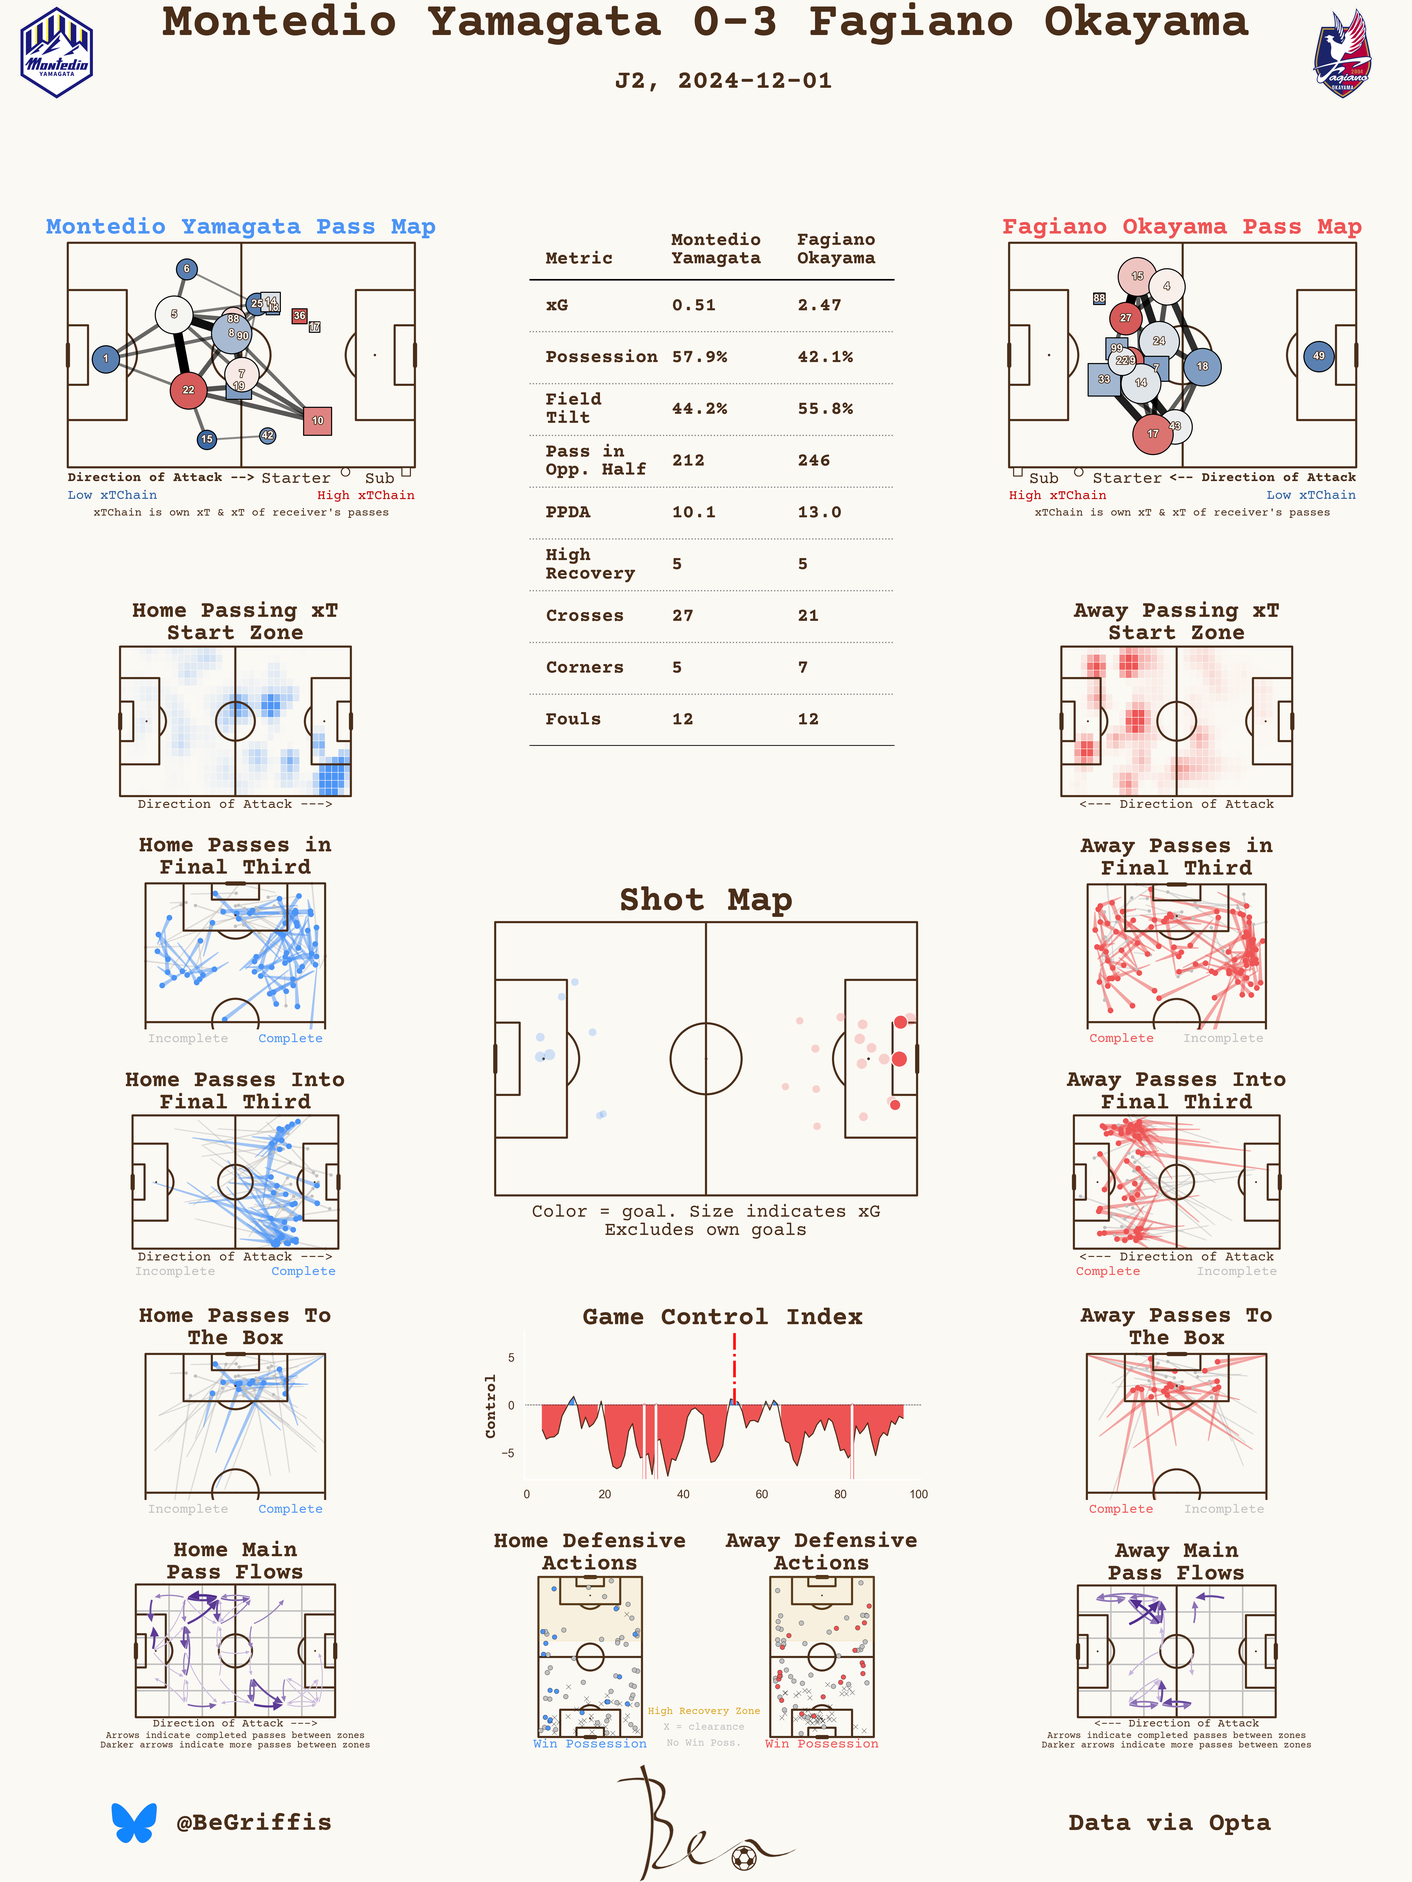 Montedio Yamagata 0-3 Fagiano Okayama
J2, 2024-12-01
Montedio
YAMAGATA
2004
Fagiano
OKAYAMA
Montedio Yamagata Pass Map
6
5
25
14
18
36
17
88
8
90
1
7
19
22
10
15
42
Direction of Attack --> Starter Sub
Low xTChain High xTChain
xTChain is own xT & xT of receiver's passes
Metric Montedio Yamagata Fagiano Okayama
xG 0.51 2.47
Possession 57.9% 42.1%
Field Tilt 44.2% 55.8%
Pass in Opp. Half 212 246
PPDA 10.1 13.0
High Recovery 5 5
Crosses 27 21
Corners 5 7
Fouls 12 12
Fagiano Okayama Pass Map
15
4
88
27
24
99
22
9
7
18
49
33
14
43
17
Sub Starter <-- Direction of Attack
High xTChain Low xTChain
xTChain is own xT & xT of receiver's passes
Home Passing xT
Start Zone
Direction of Attack --->
Away Passing xT
Start Zone
<--- Direction of Attack
Home Passes in
Final Third
Incomplete Complete
Away Passes in
Final Third
Complete Incomplete
Shot Map
Color = goal. Size indicates xG
Excludes own goals
Home Passes Into
Final Third
Direction of Attack --->
Incomplete Complete
Away Passes Into
Final Third
<--- Direction of Attack
Complete Incomplete
Home Passes To
The Box
Incomplete Complete
Game Control Index
Control
5
0
−5
0 20 40 60 80 100
Away Passes To
The Box
Complete Incomplete
Home Main
Pass Flows
Direction of Attack --->
Arrows indicate completed passes between zones
Darker arrows indicate more passes between zones
Home Defensive
Actions
Win Possession
Away Defensive
Actions
Win Possession
High Recovery Zone
X = clearance
No Win Poss.
Away Main
Pass Flows
<--- Direction of Attack
Arrows indicate completed passes between zones
Darker arrows indicate more passes between zones
@BeGriffis
Ben
Data via Opta